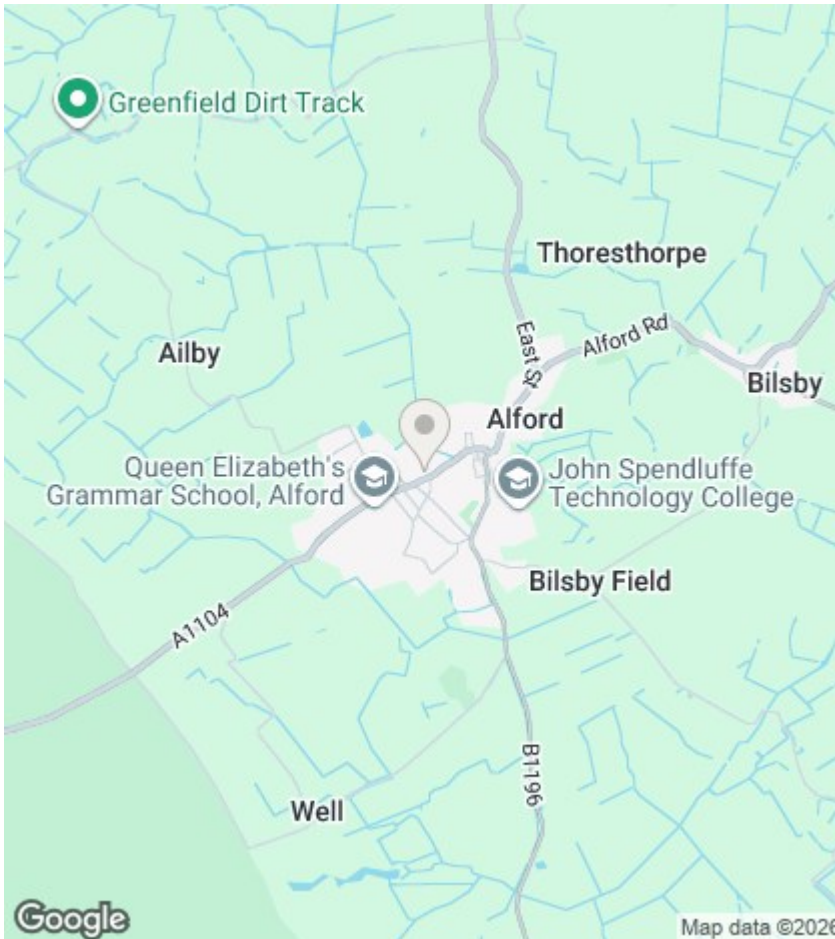 Greenfield Dirt Track
Thoresthorpe
East St
Alford Rd
Ailby
Bilsby
Alford
Queen Elizabeth's
Grammar School, Alford
John Spendluffe
Technology College
Bilsby Field
A1104
B1196
Well
Google
Map data ©2026